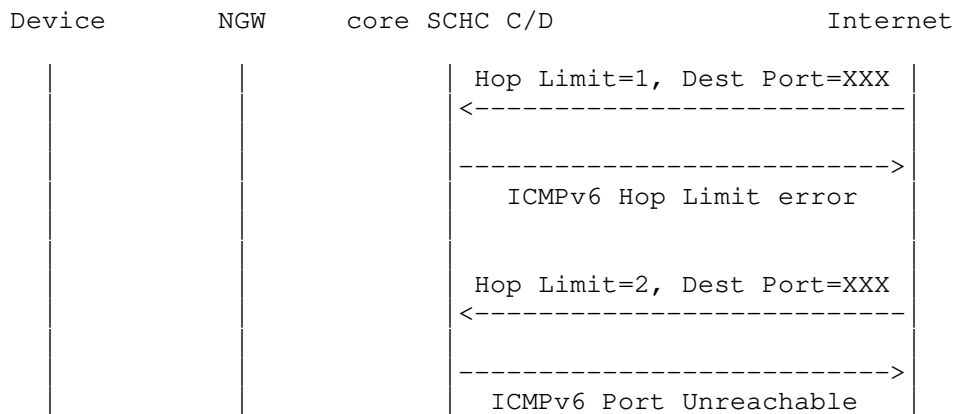 Device NGW core SCHC C/D Internet
Hop Limit=1, Dest Port=XXX
<---------------------------
--------------------------->
ICMPv6 Hop Limit error
Hop Limit=2, Dest Port=XXX
<---------------------------
--------------------------->
ICMPv6 Port Unreachable